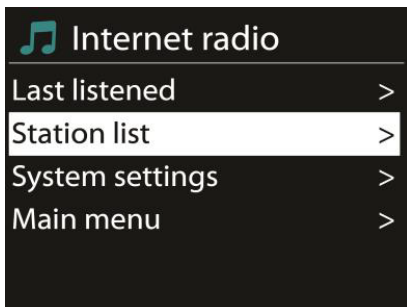 Internet radio
Last listened >
Station list >
System settings >
Main menu >